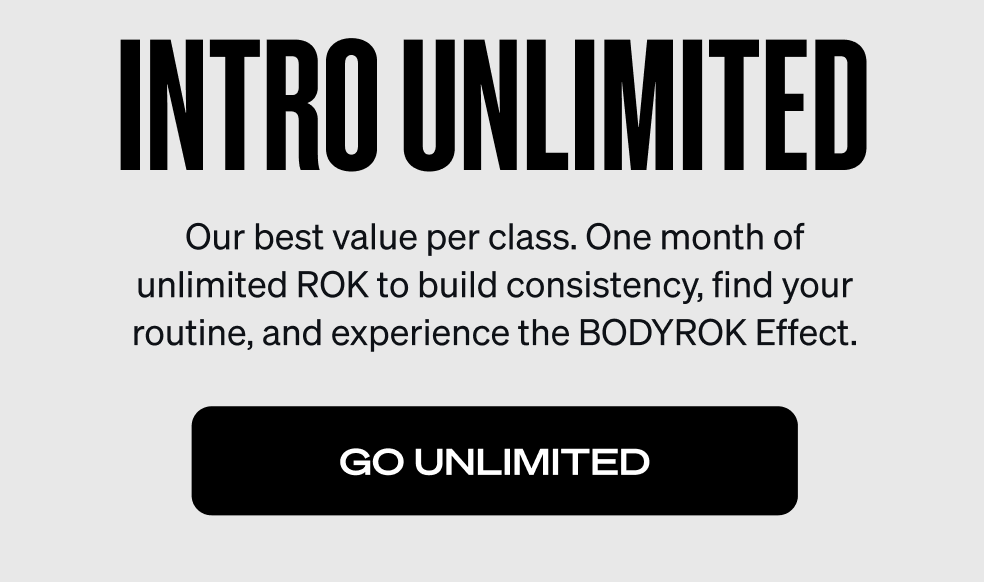 INTRO UNLIMITED
Our best value per class. One month of
unlimited ROK to build consistency, find your
routine, and experience the BODYROK Effect.
GO UNLIMITED